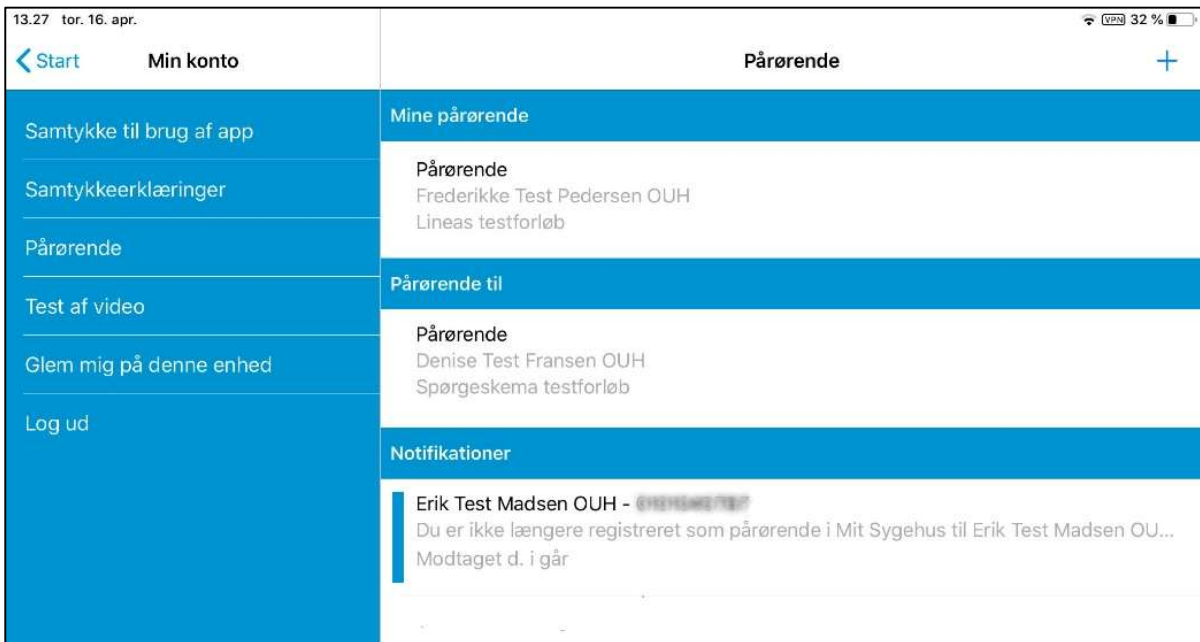 13.27 tor. 16. apr.
VPN 32 %
Start
Min konto
Pårørende
Samtykke til brug af app
Samtykkeerklæringer
Pårørende
Test af video
Glem mig på denne enhed
Log ud
Mine pårørende
Pårørende
Frederikke Test Pedersen OUH
Lineas testforløb
Pårørende til
Pårørende
Denise Test Fransen OUH
Spørgeskema testforløb
Notifikationer
Erik Test Madsen OUH -
Du er ikke længere registreret som pårørende i Mit Sygehus til Erik Test Madsen OU...
Modtaget d. i går